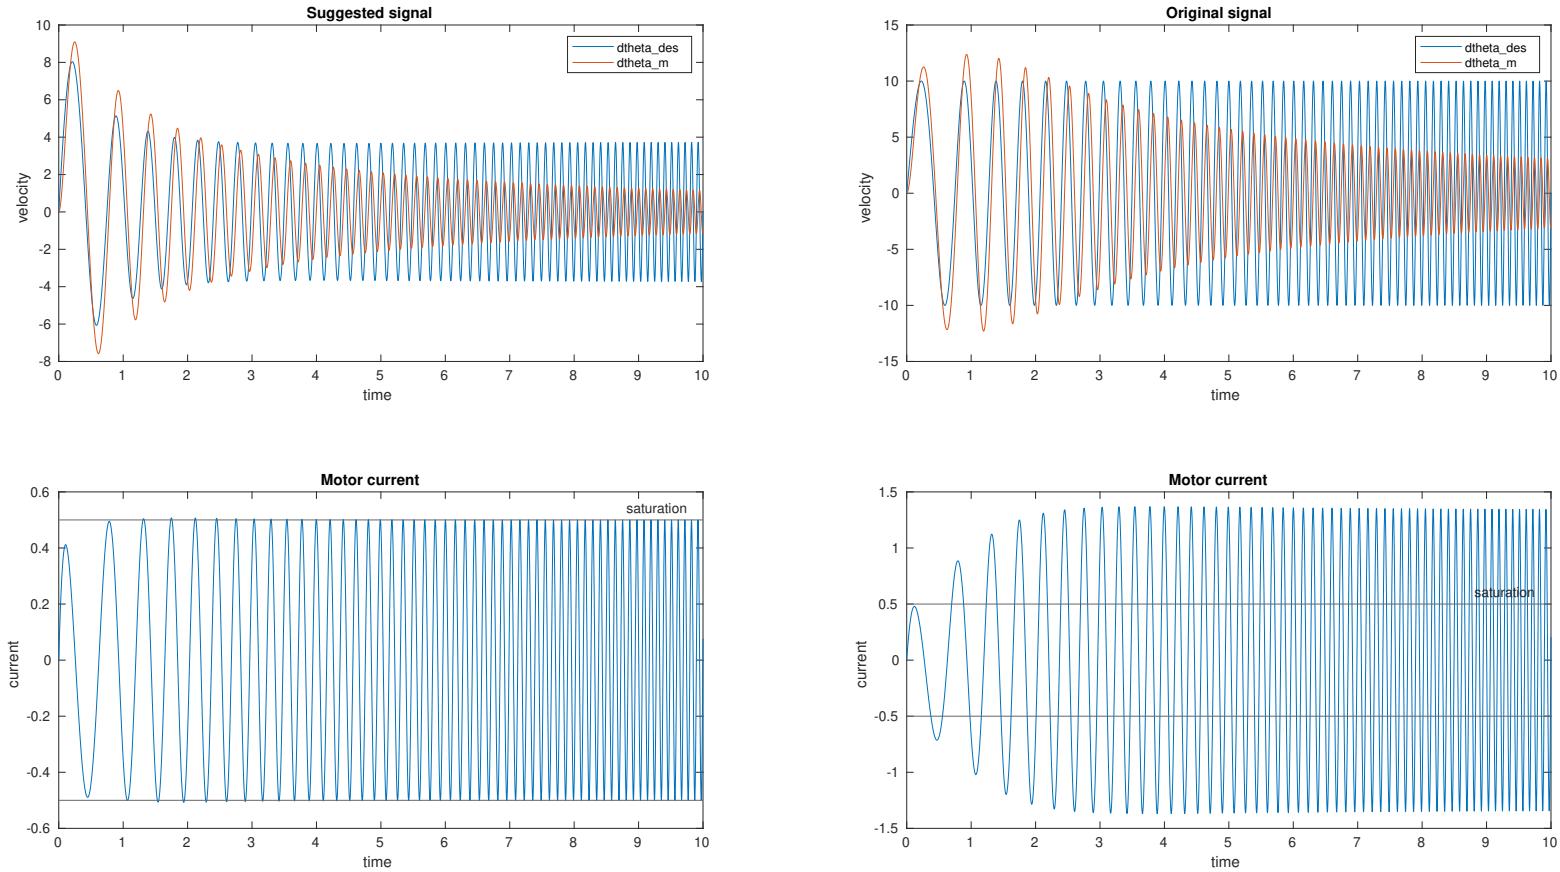 Suggested signal
10
8
6
4
2
0
-2
-4
-6
-8
velocity
dtheta_des
dtheta_m
0 1 2 3 4 5 6 7 8 9 10
time
Original signal
15
10
5
0
-5
-10
-15
velocity
dtheta_des
dtheta_m
0 1 2 3 4 5 6 7 8 9 10
time
Motor current
0.6
0.4
0.2
0
-0.2
-0.4
-0.6
current
saturation
0 1 2 3 4 5 6 7 8 9 10
time
Motor current
1.5
1
0.5
0
-0.5
-1
-1.5
current
saturation
0 1 2 3 4 5 6 7 8 9 10
time